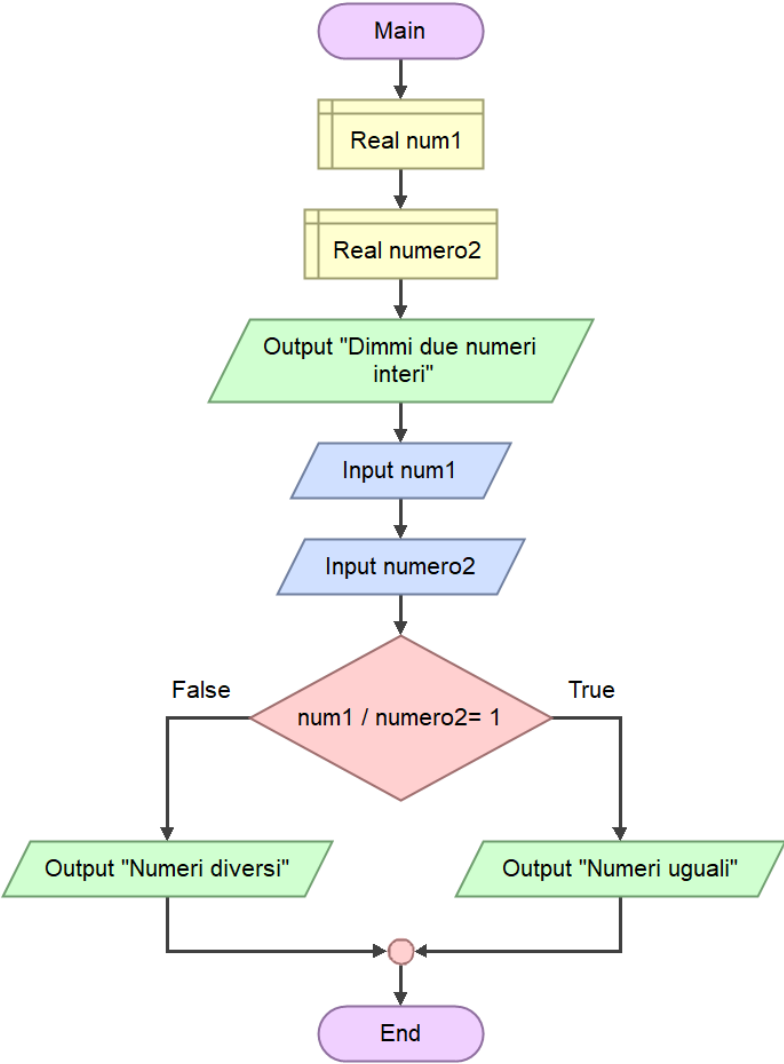 Main
Real num1
Real numero2
Output "Dimmi due numeri
interi"
Input num1
Input numero2
False
True
num1 / numero2= 1
Output "Numeri diversi"
Output "Numeri uguali"
End